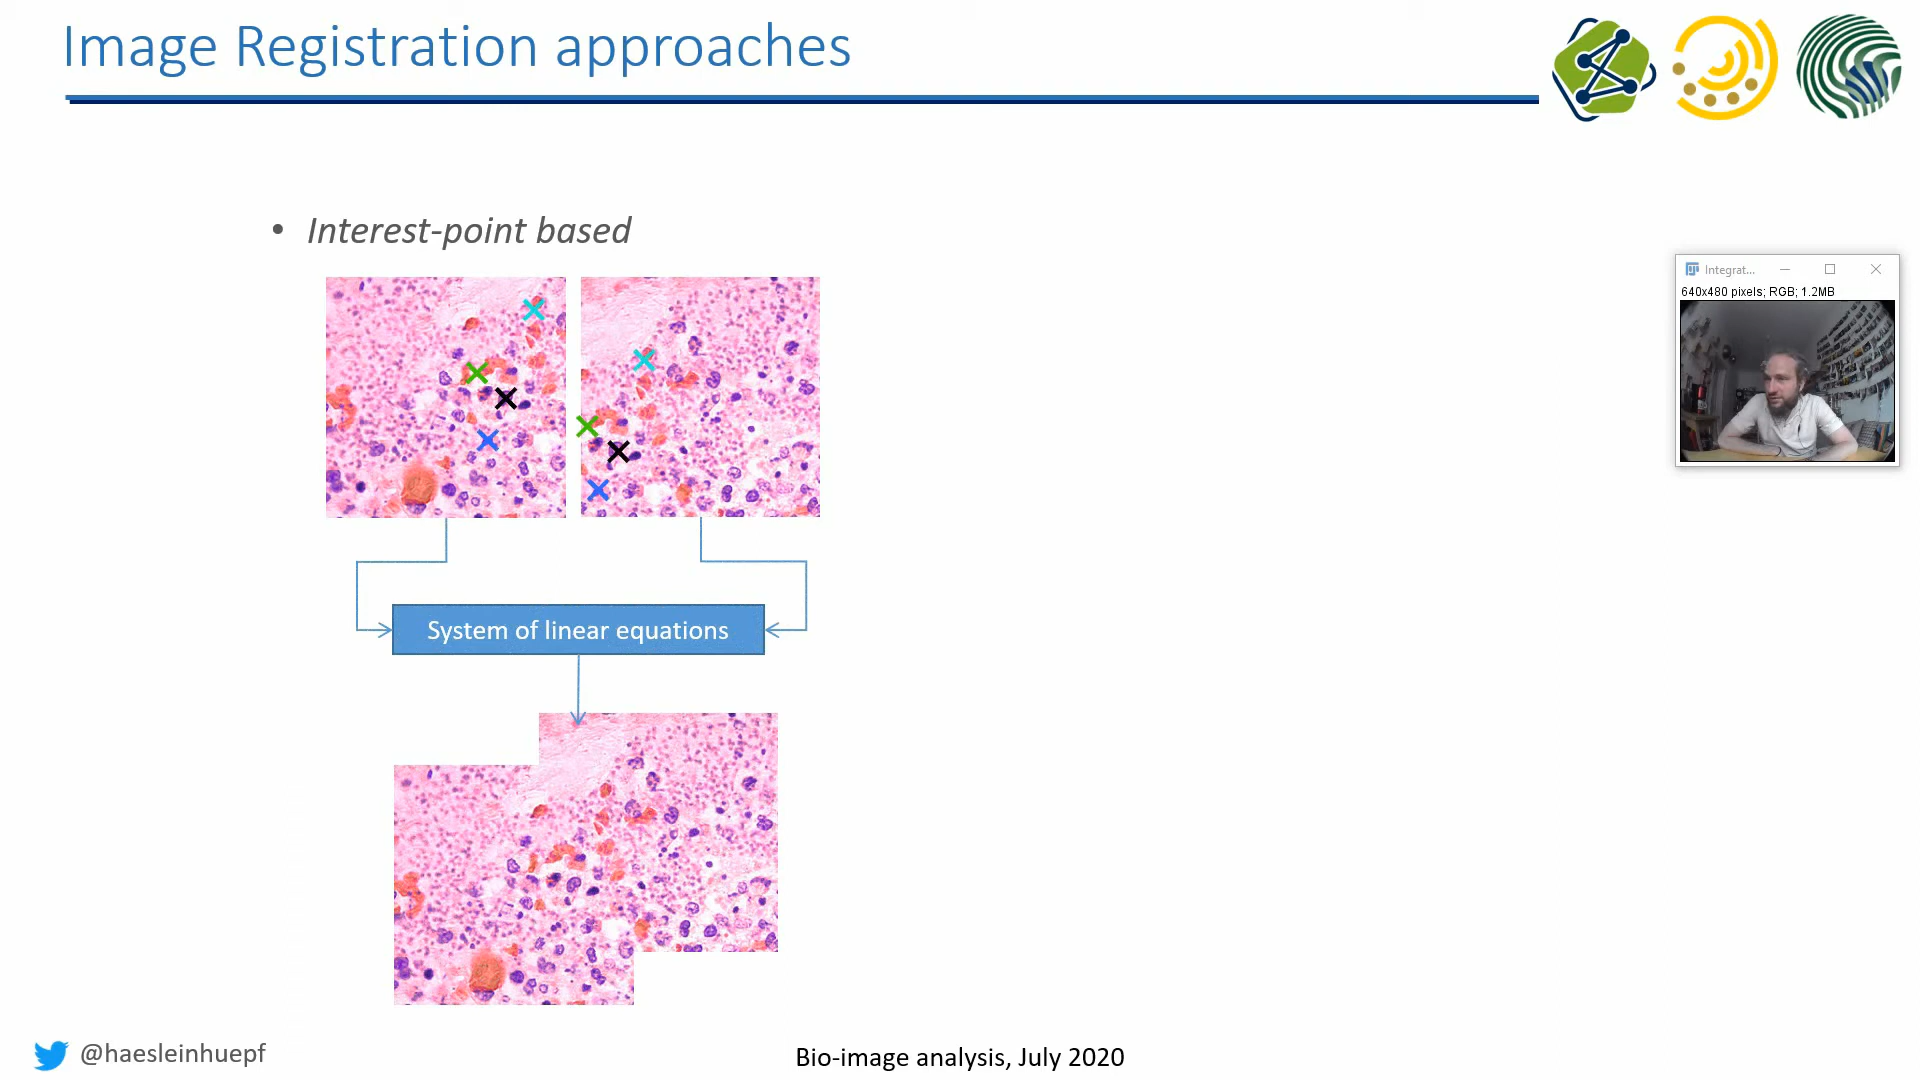 Image Registration approaches
• Interest-point based
Integrat...
640x480 pixels; RGB; 1.2MB
System of linear equations
@haesleinhuepf
Bio-image analysis, July 2020